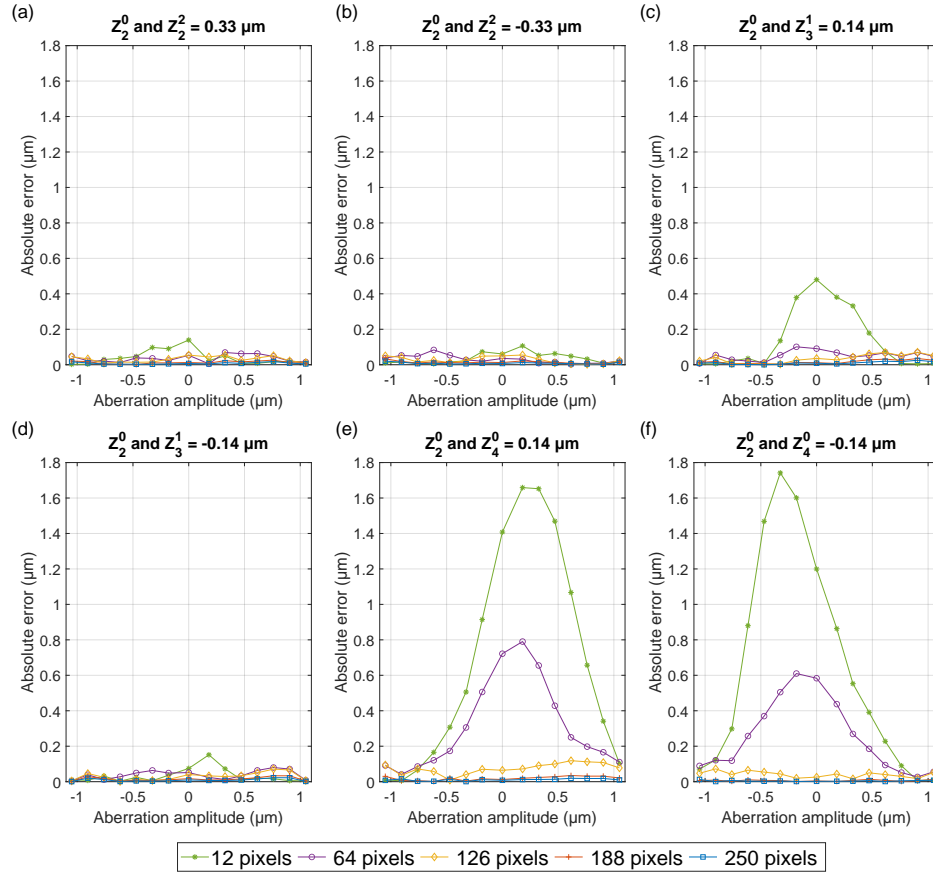 (a) (b) (c)
Z₂⁰ and Z₂² = 0.33 µm Z₂⁰ and Z₂² = -0.33 µm Z₂⁰ and Z₃¹ = 0.14 µm
1.8 1.8 1.8
1.6 1.6 1.6
1.4 1.4 1.4
1.2 1.2 1.2
1 1 1
0.8 0.8 0.8
0.6 0.6 0.6
0.4 0.4 0.4
0.2 0.2 0.2
0 0 0
Absolute error (µm) Absolute error (µm) Absolute error (µm)
-1 -0.5 0 0.5 1 -1 -0.5 0 0.5 1 -1 -0.5 0 0.5 1
Aberration amplitude (µm) Aberration amplitude (µm) Aberration amplitude (µm)
(d) (e) (f)
Z₂⁰ and Z₃¹ = -0.14 µm Z₂⁰ and Z₄⁰ = 0.14 µm Z₂⁰ and Z₄⁰ = -0.14 µm
1.8 1.8 1.8
1.6 1.6 1.6
1.4 1.4 1.4
1.2 1.2 1.2
1 1 1
0.8 0.8 0.8
0.6 0.6 0.6
0.4 0.4 0.4
0.2 0.2 0.2
0 0 0
Absolute error (µm) Absolute error (µm) Absolute error (µm)
-1 -0.5 0 0.5 1 -1 -0.5 0 0.5 1 -1 -0.5 0 0.5 1
Aberration amplitude (µm) Aberration amplitude (µm) Aberration amplitude (µm)
12 pixels 64 pixels 126 pixels 188 pixels 250 pixels